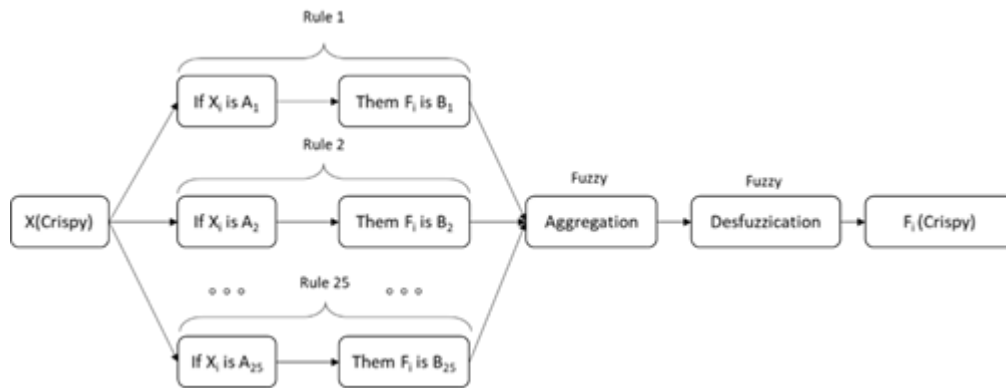 Rule 1
If Xᵢ is A₁
Them Fᵢ is B₁
Rule 2
Fuzzy
Fuzzy
X(Crispy)
If Xᵢ is A₂
Them Fᵢ is B₂
Aggregation
Desfuzzication
Fᵢ (Crispy)
Rule 25
If Xᵢ is A₂₅
Them Fᵢ is B₂₅